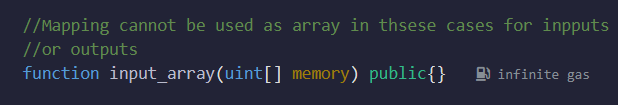 //Mapping cannot be used as array in thsese cases for inpputs
//or outputs
function input_array(uint[] memory) public{} infinite gas